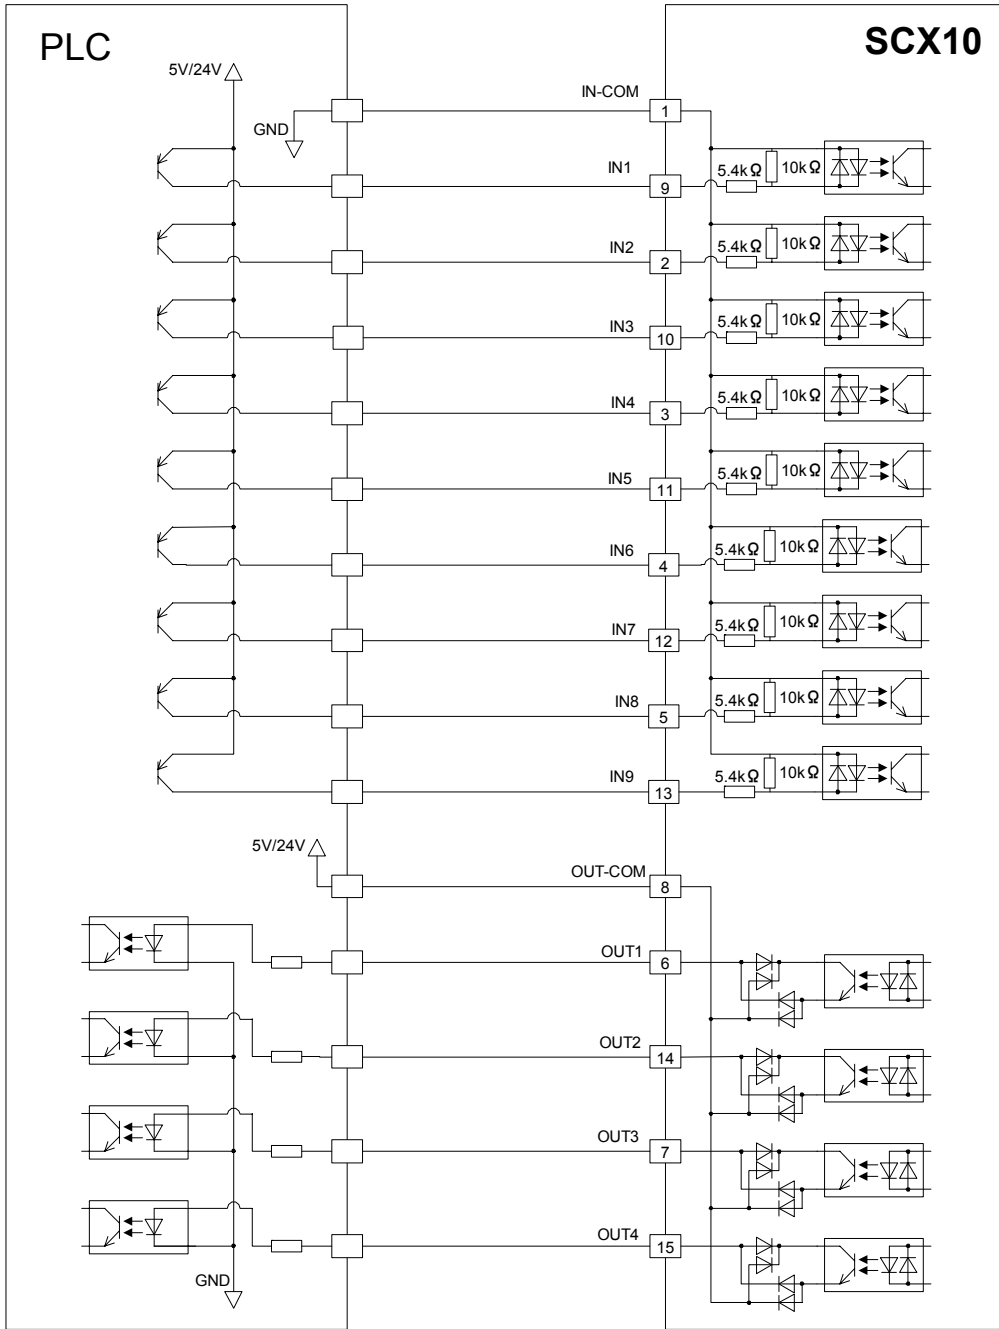 PLC
SCX10
5V/24V
IN-COM
1
GND
IN1
9
5.4kΩ
10kΩ
IN2
2
5.4kΩ
10kΩ
IN3
10
5.4kΩ
10kΩ
IN4
3
5.4kΩ
10kΩ
IN5
11
5.4kΩ
10kΩ
IN6
4
5.4kΩ
10kΩ
IN7
12
5.4kΩ
10kΩ
IN8
5
5.4kΩ
10kΩ
IN9
13
5.4kΩ
10kΩ
5V/24V
OUT-COM
8
OUT1
6
OUT2
14
OUT3
7
OUT4
15
GND